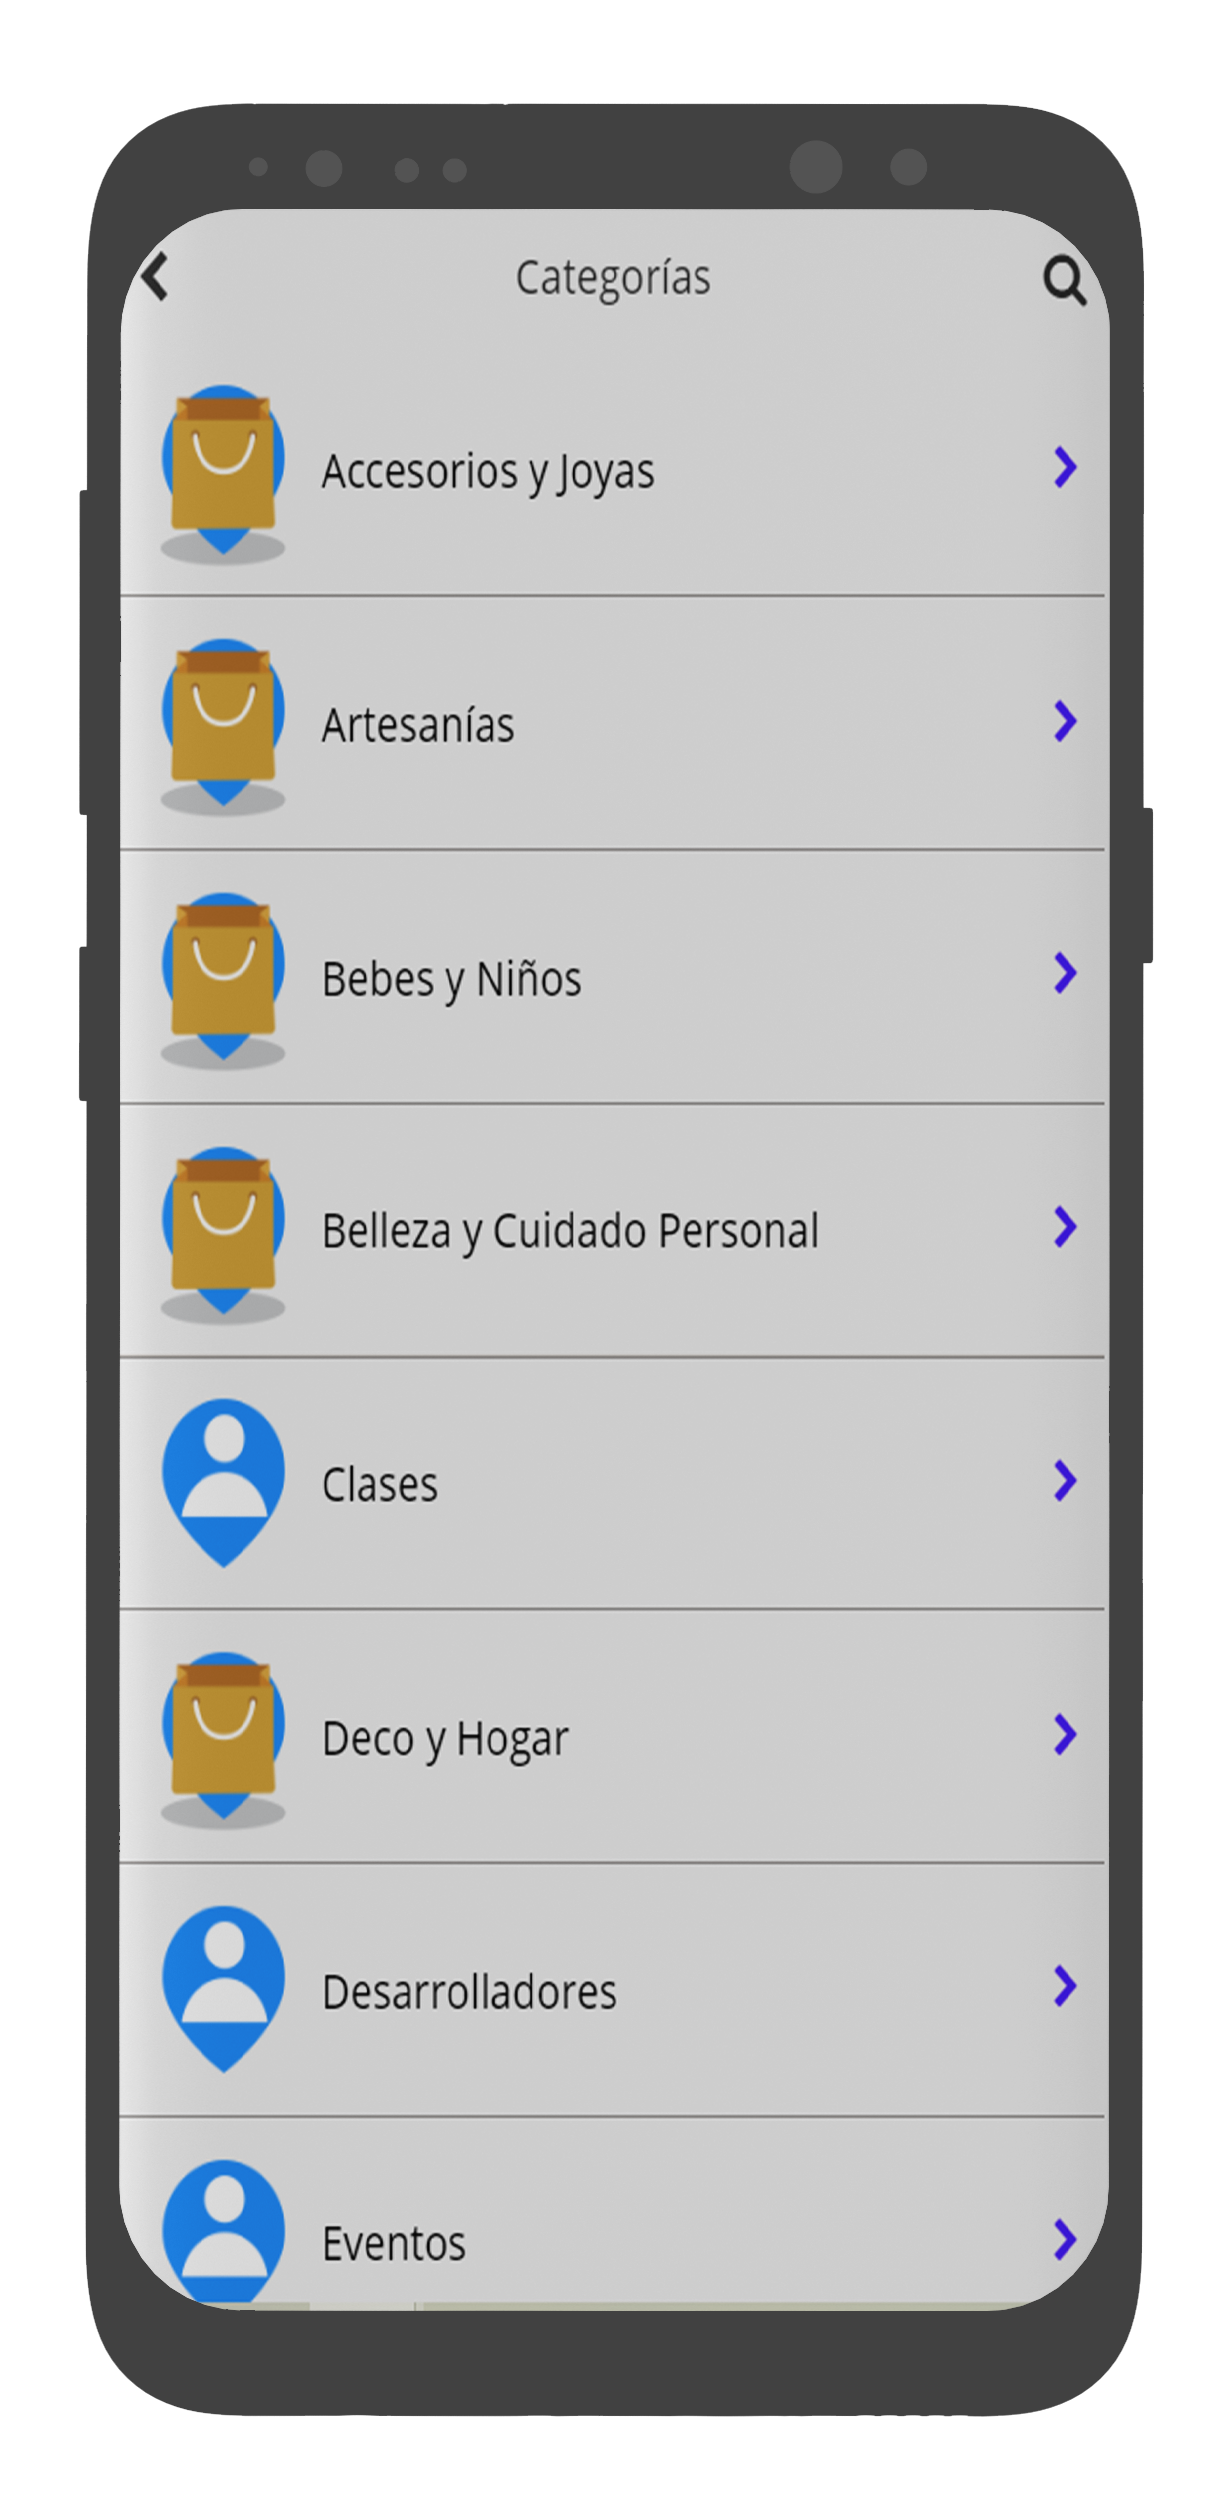 Categorías
Accesorios y Joyas
Artesanías
Bebes y Niños
Belleza y Cuidado Personal
Clases
Deco y Hogar
Desarrolladores
Eventos